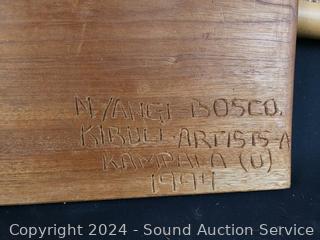 N/ANGI-BOSCO.
KIBULI-ARTISTS-A
KAMPALA (U)
1994
Copyright 2024 - Sound Auction Service